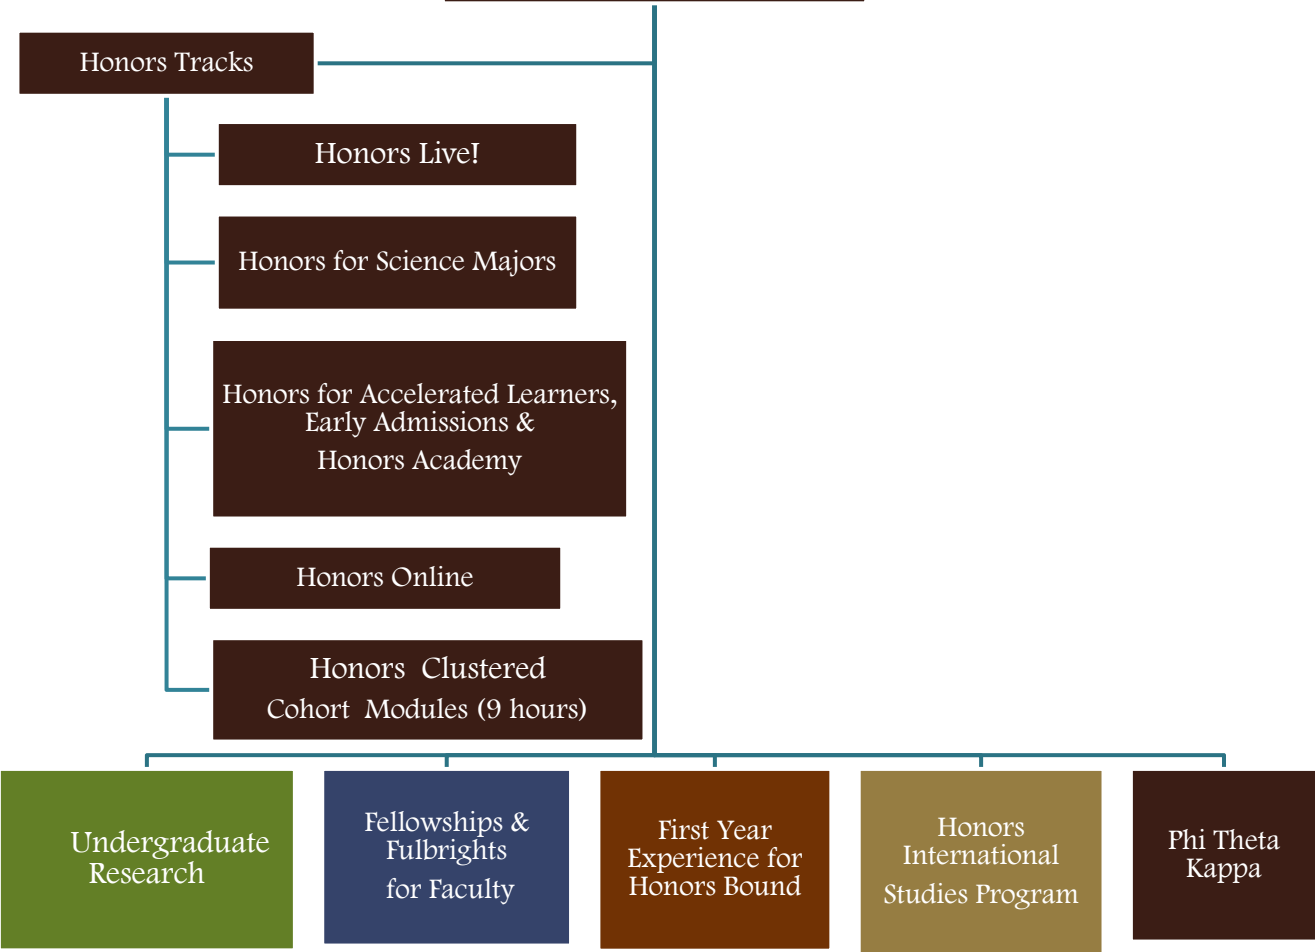 Honors Tracks
Honors Live!
Honors for Science Majors
Honors for Accelerated Learners,
Early Admissions &
Honors Academy
Honors Online
Honors Clustered
Cohort Modules (9 hours)
Undergraduate
Research
Fellowships &
Fulbrights
for Faculty
First Year
Experience for
Honors Bound
Honors
International
Studies Program
Phi Theta
Kappa